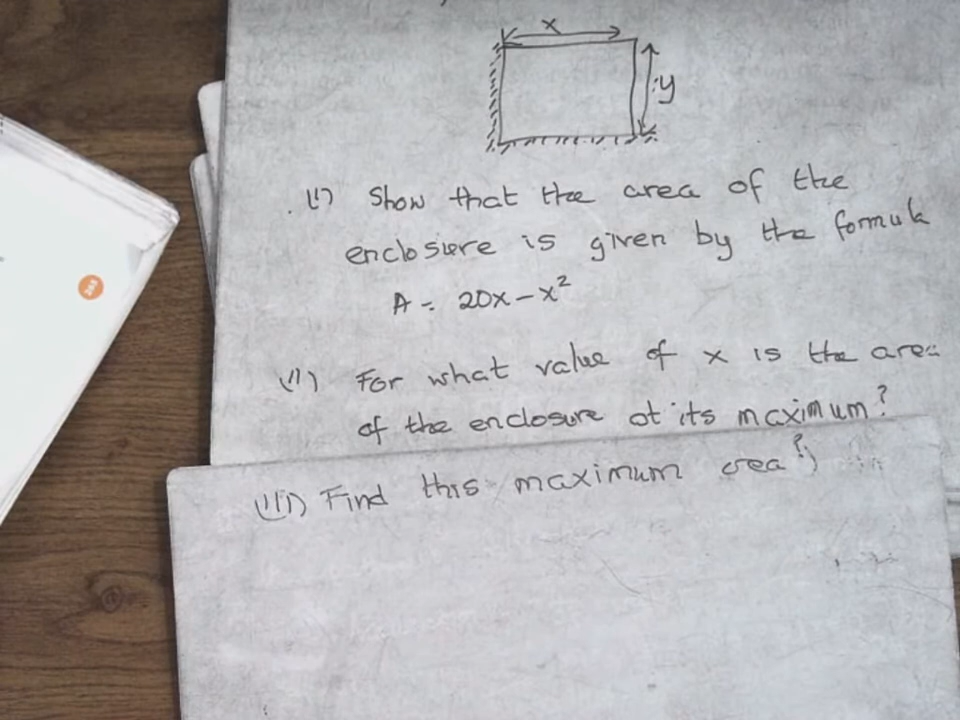 x
y
(i) Show that the area of the
enclosure is given by the formula
A = 20x - x²
(ii) For what value of x is the area
of the enclosure at its maximum?
(iii) Find this maximum area?